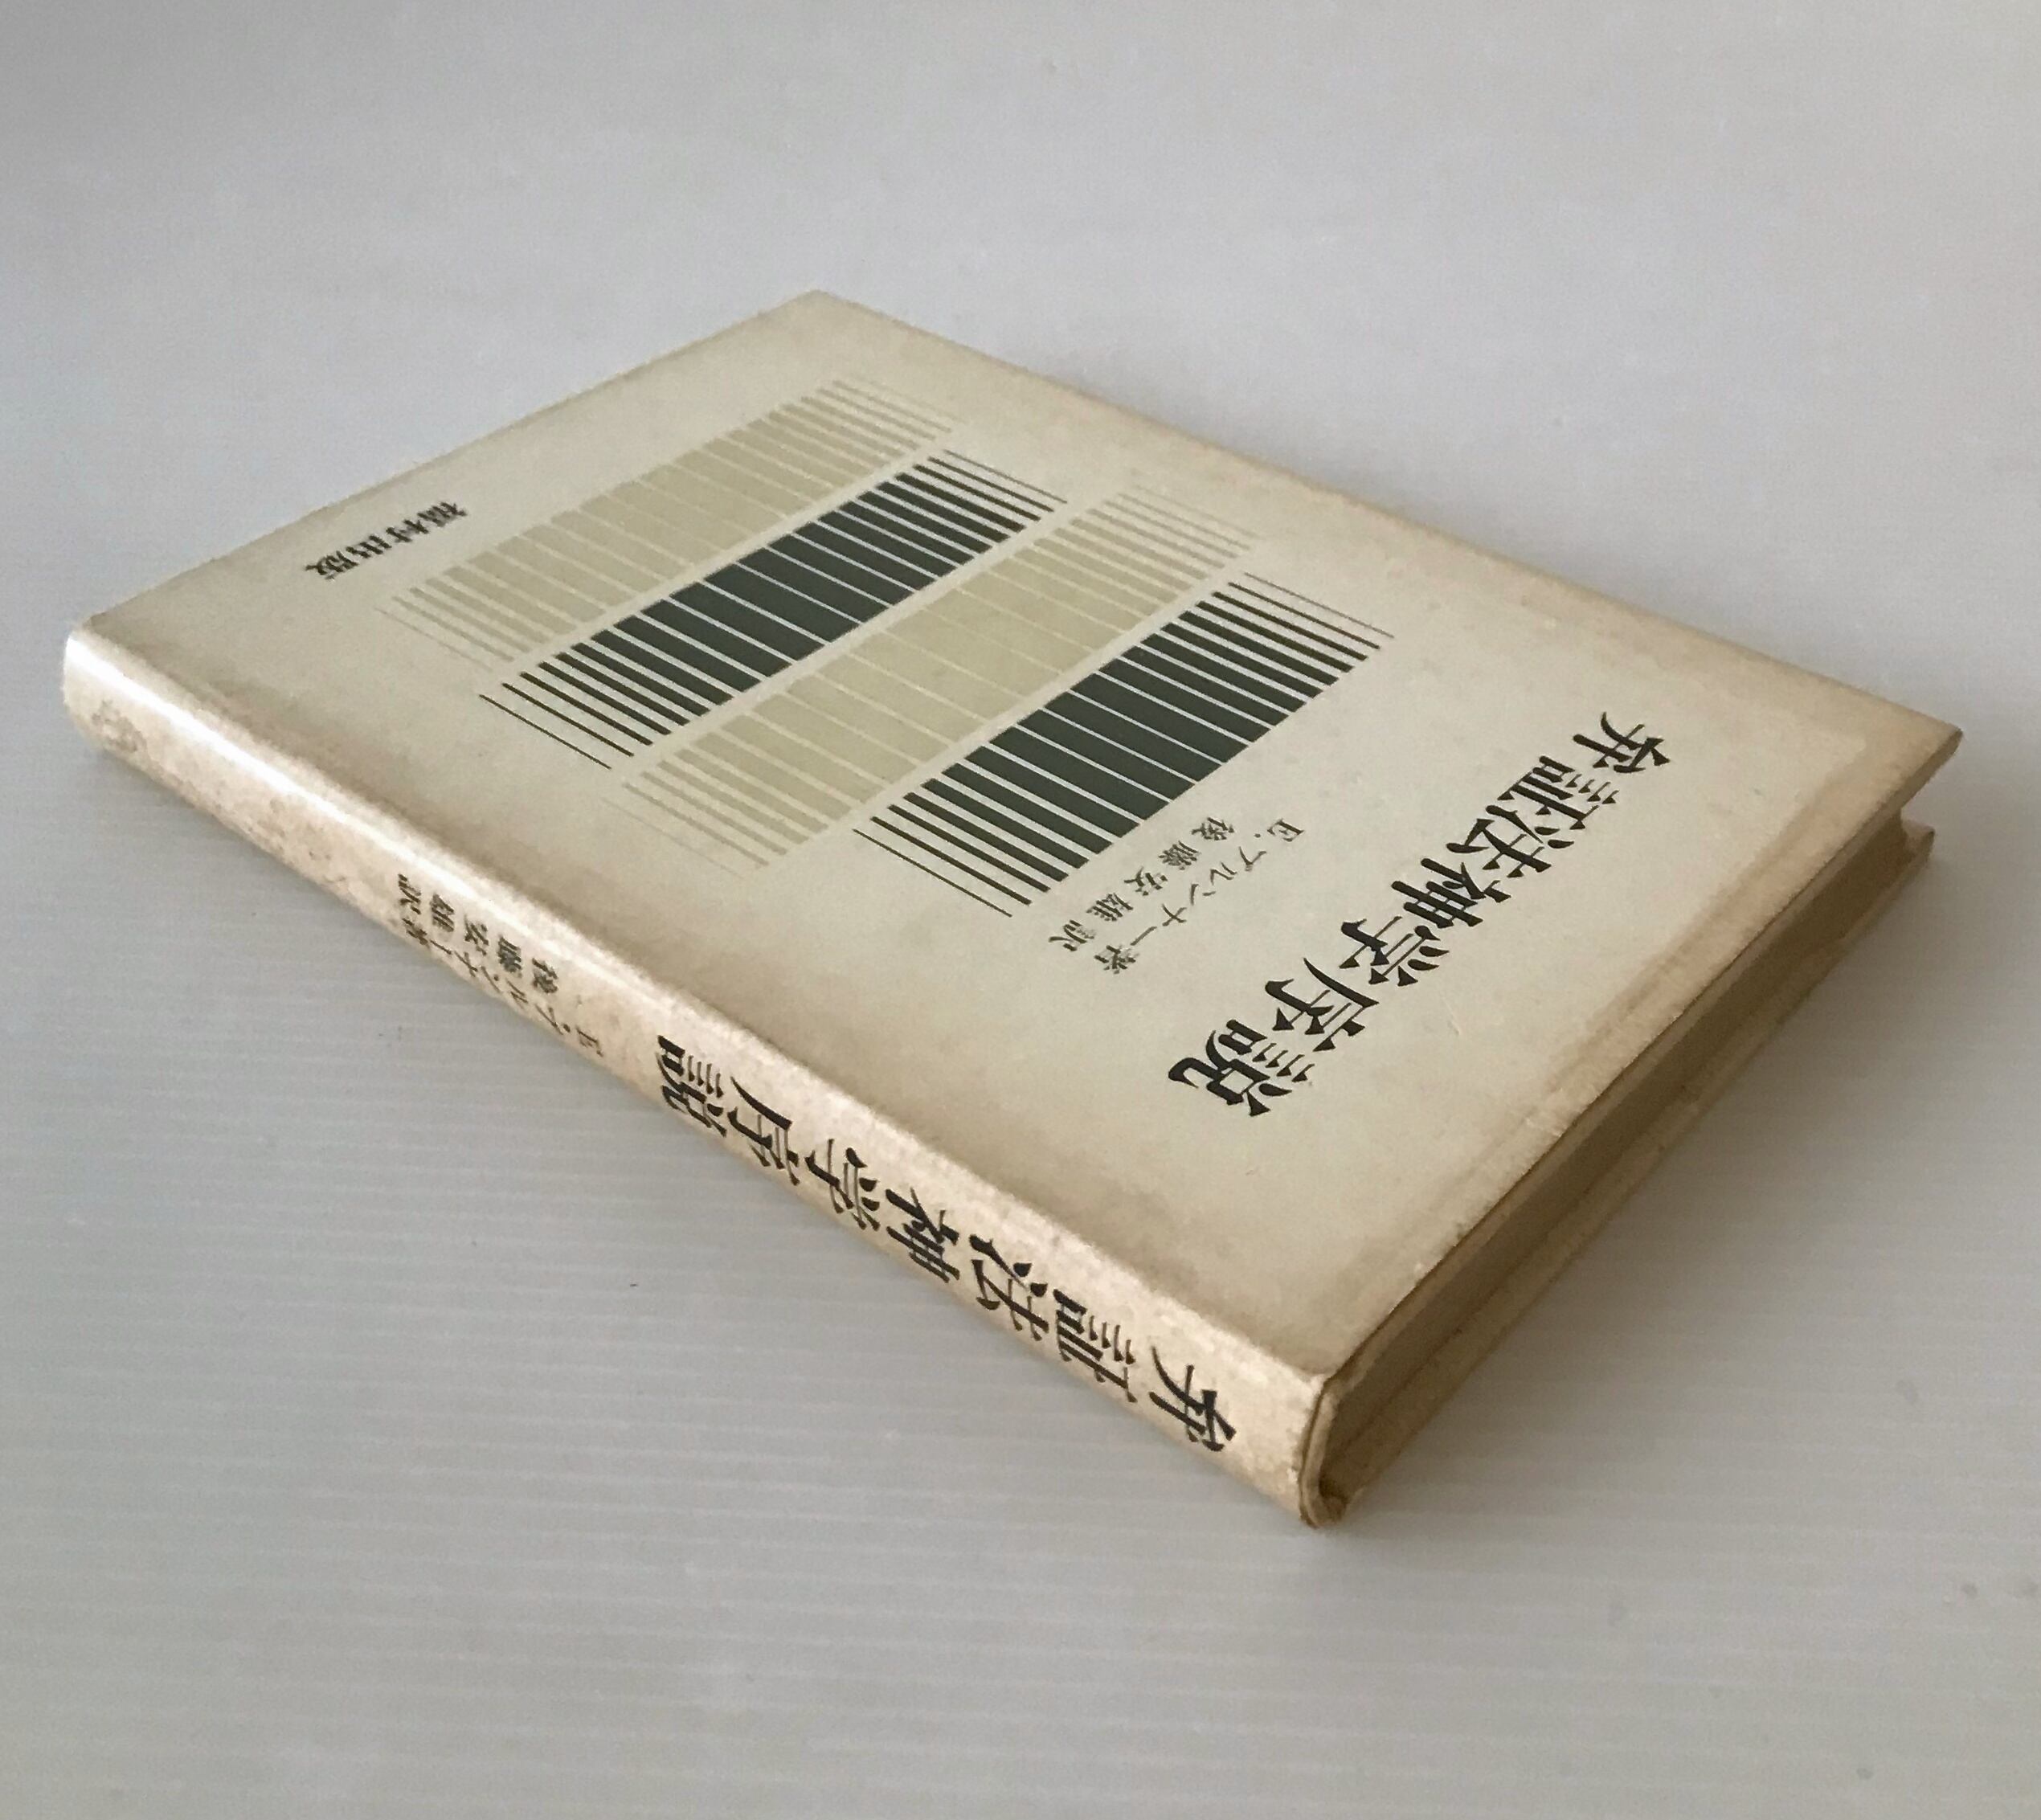 弁証法神学序説
E・ブルンナー著
後藤安雄訳
福村出版
弁証法神学序説
E・ブルンナー著
後藤安雄訳